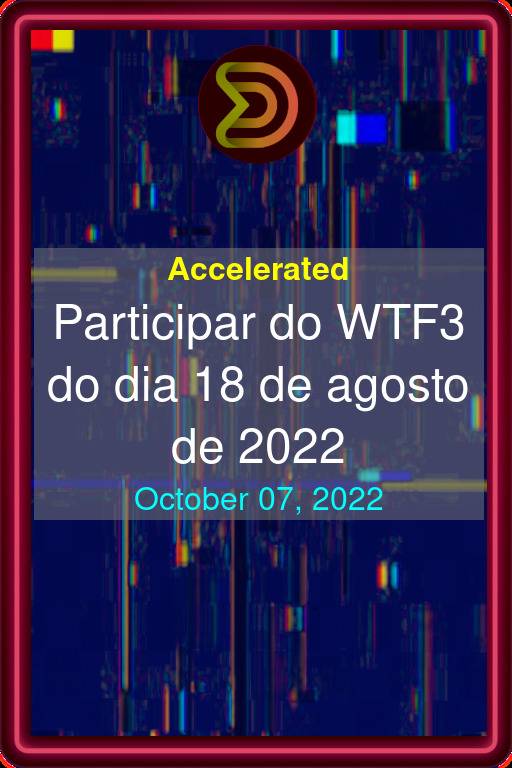 Accelerated
Participar do WTF3
do dia 18 de agosto
de 2022
October 07, 2022